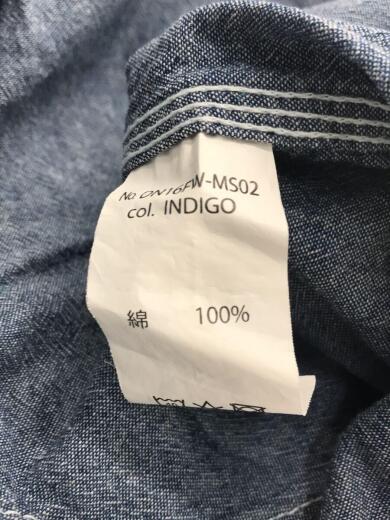 No. ON16FW-MS02
col. INDIGO
綿 100%